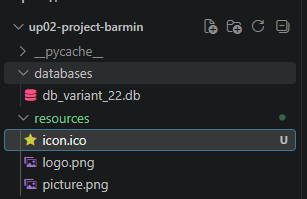 up02-project-barmin
__pycache__
databases
db_variant_22.db
resources
icon.ico U
logo.png
picture.png